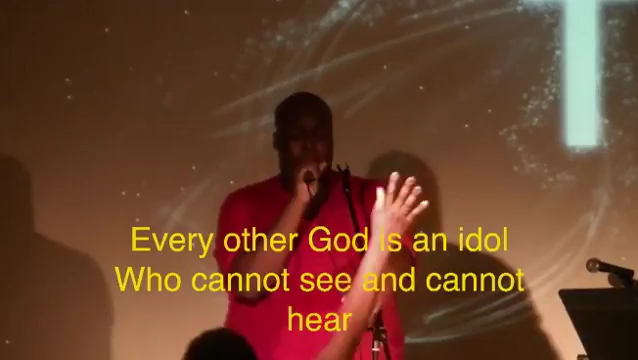 Every other God is an idol
Who cannot see and cannot
hear